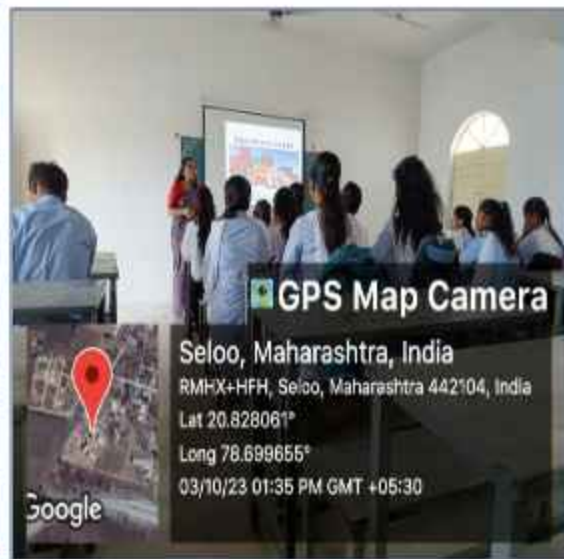 GPS Map Camera
Seloo, Maharashtra, India
RMHX+HFH, Seloo, Maharashtra 442104, India
Lat 20.828061°
Long 78.699655°
03/10/23 01:35 PM GMT +05:30
Google